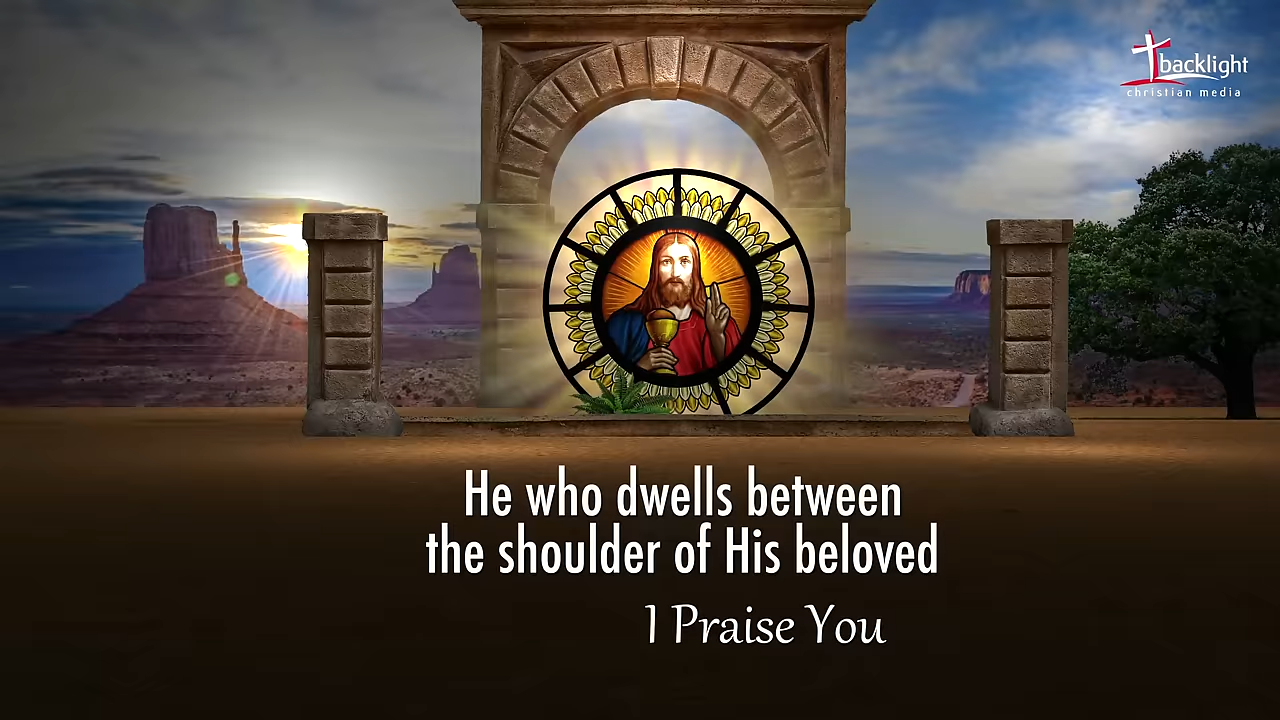 backlight
christian media
He who dwells between
the shoulder of His beloved
I Praise You